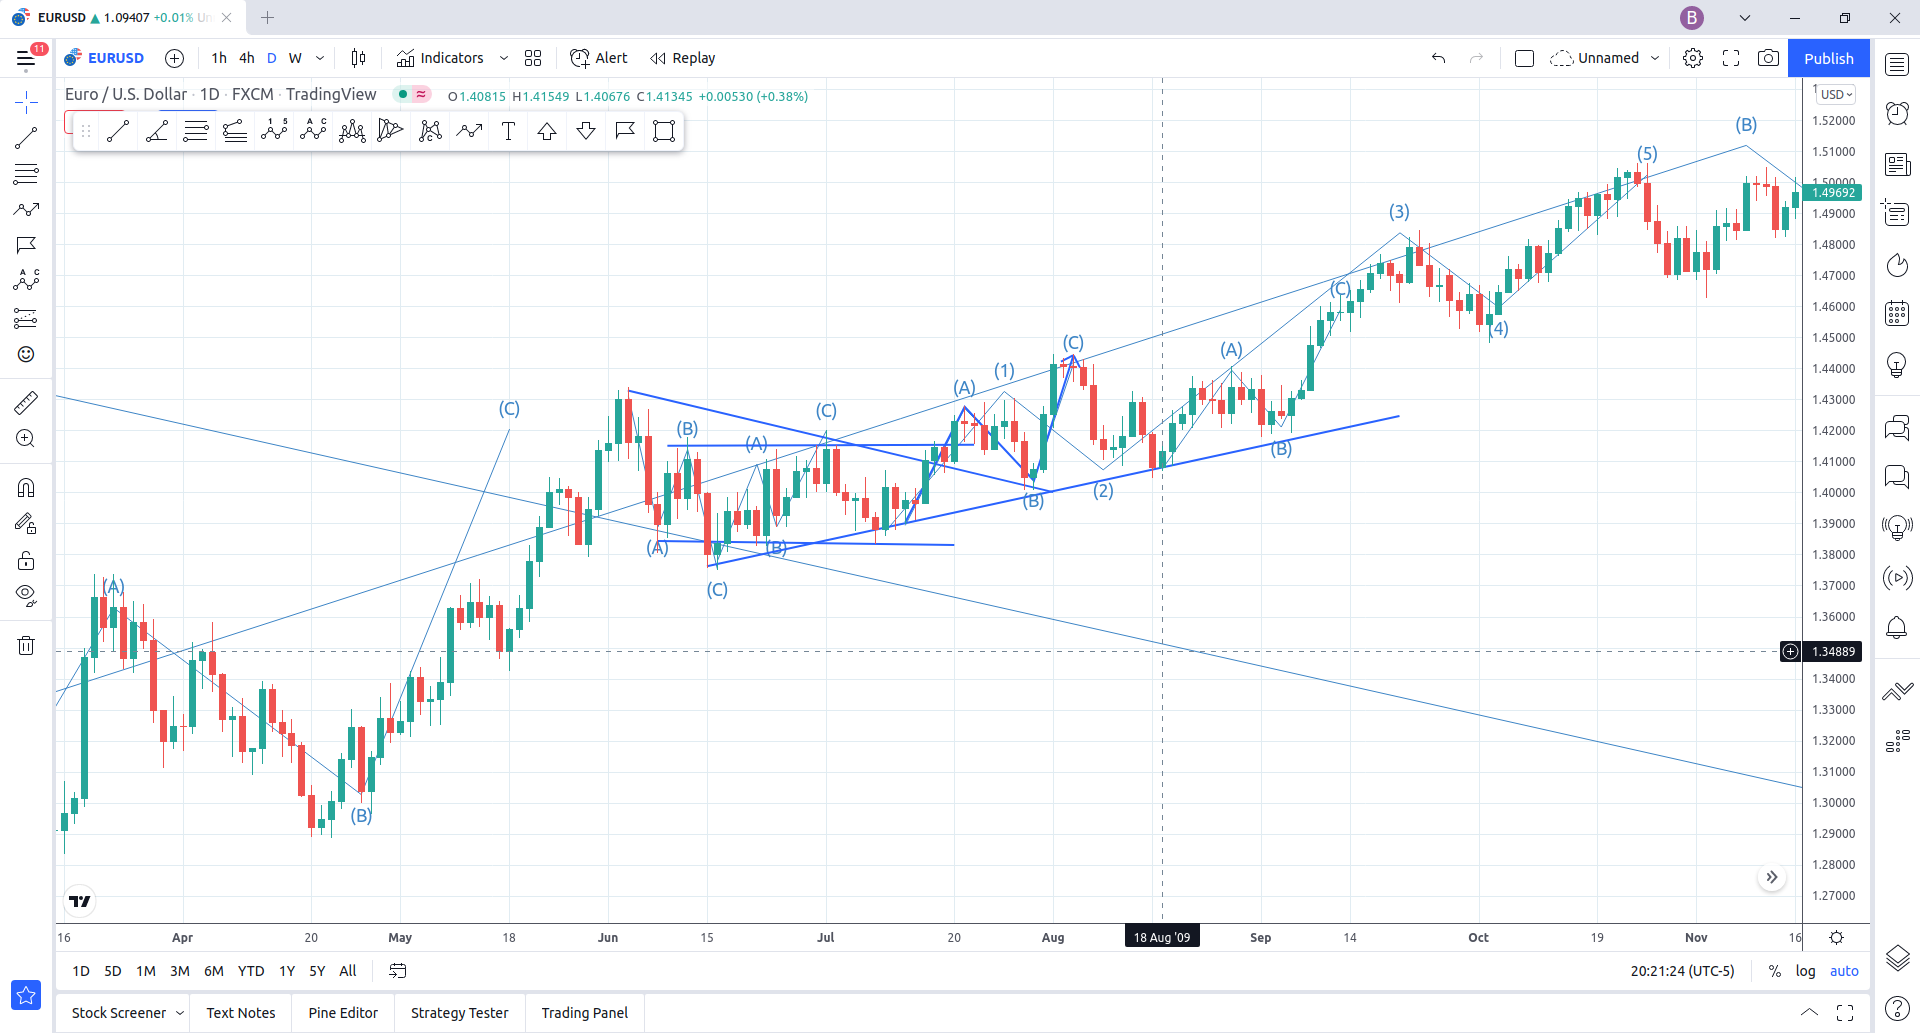 EURUSD ▲ 1.09407 +0.01% Un
B
11
EURUSD
1h 4h D W
Indicators
Alert
Replay
Unnamed
Publish
Euro / U.S. Dollar · 1D · FXCM · TradingView
≈
O1.40815 H1.41549 L1.40676 C1.41345 +0.00530 (+0.38%)
USD
1 5
A C
A C
C
T
1.52000
1.51000
1.50000
1.49692
1.49000
1.48000
1.47000
1.46000
1.45000
1.44000
1.43000
1.42000
1.41000
1.40000
1.39000
1.38000
1.37000
1.36000
1.34889
1.34000
1.33000
1.32000
1.31000
1.30000
1.29000
1.28000
1.27000
(B)
(5)
(3)
(C)
(4)
(A)
(C)
(1)
(A)
(C)
(C)
(B)
(A)
(B)
(2)
(B)
(A)
(B)
(C)
(A)
(B)
16 Apr 20 May 18 Jun 15 Jul 20 Aug 18 Aug '09 Sep 14 Oct 19 Nov 16
1D 5D 1M 3M 6M YTD 1Y 5Y All
20:21:24 (UTC-5) % log auto
Stock Screener Text Notes Pine Editor Strategy Tester Trading Panel